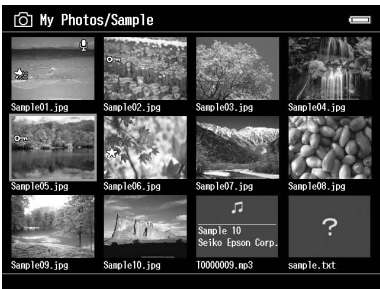 My Photos/Sample
Sample01.jpg
Sample02.jpg
Sample03.jpg
Sample04.jpg
Sample05.jpg
Sample06.jpg
Sample07.jpg
Sample08.jpg
Sample 10
Seiko Epson Corp.
?
Sample09.jpg
Sample10.jpg
T0000009.mp3
sample.txt